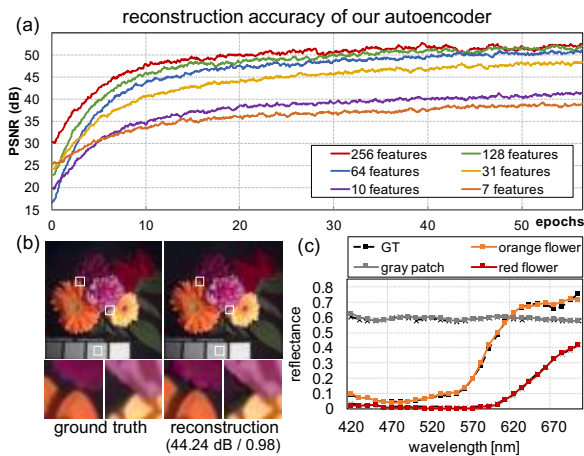 reconstruction accuracy of our autoencoder
(a)
PSNR (dB)
55
50
45
40
35
30
25
20
15
256 features
128 features
64 features
31 features
10 features
7 features
0
10
20
30
40
50
epochs
(b)
ground truth
reconstruction
(44.24 dB / 0.98)
(c)
GT
orange flower
gray patch
red flower
reflectance
0.8
0.7
0.6
0.5
0.4
0.3
0.2
0.1
0
420
470
520
570
620
670
wavelength [nm]